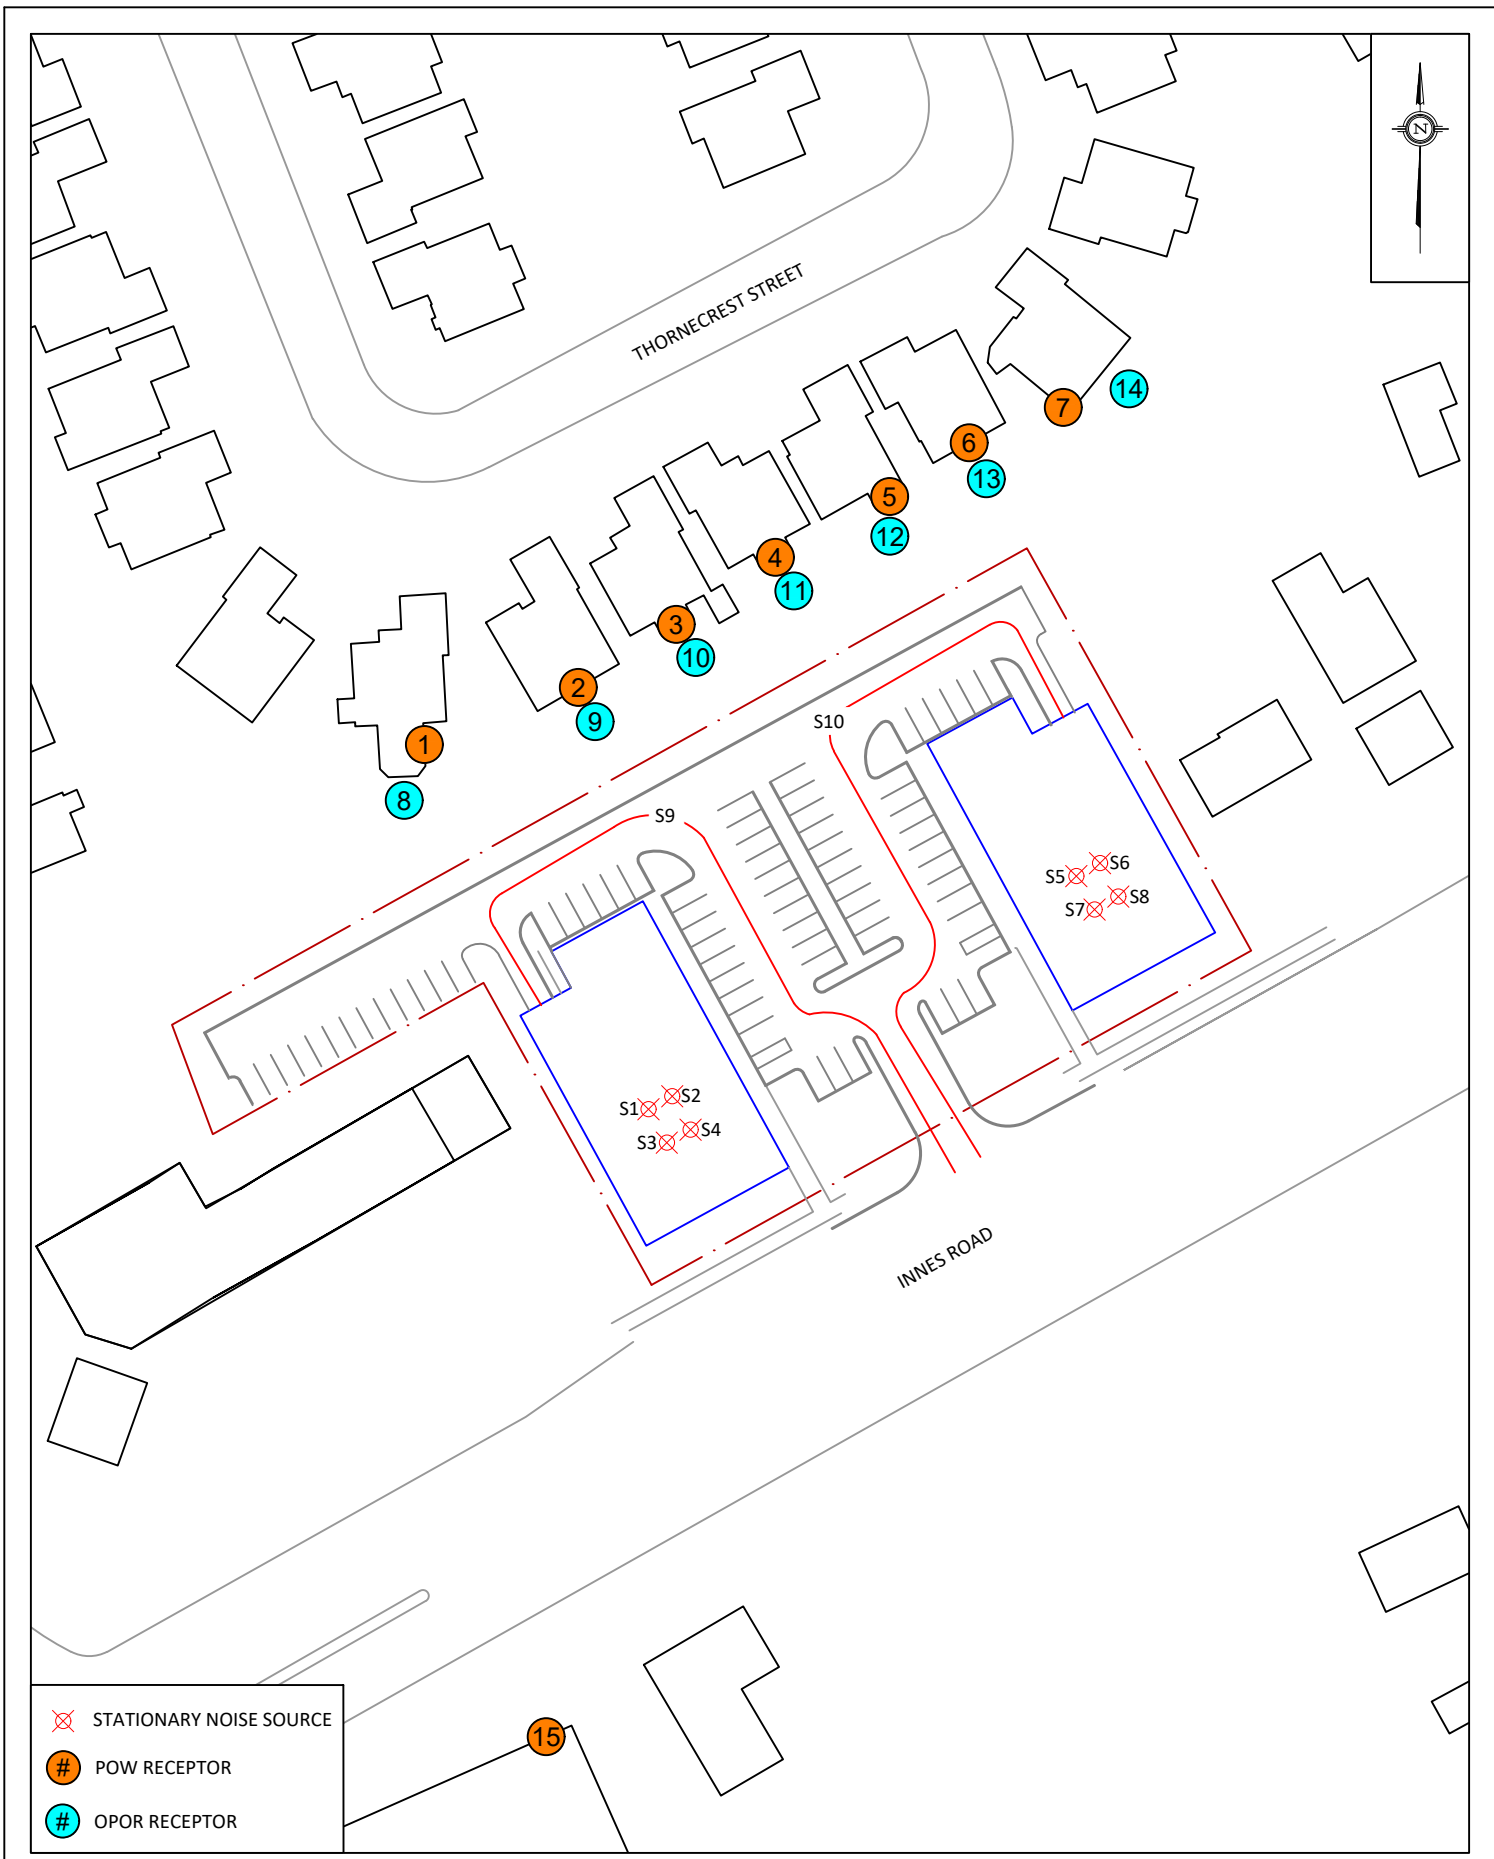 N
THORNECREST STREET
14
7
6
13
5
12
4
11
3
10
2
9
1
8
S10
S9
S6
S5
S8
S7
S2
S1
S4
S3
INNES ROAD
15
STATIONARY NOISE SOURCE
# POW RECEPTOR
# OPOR RECEPTOR